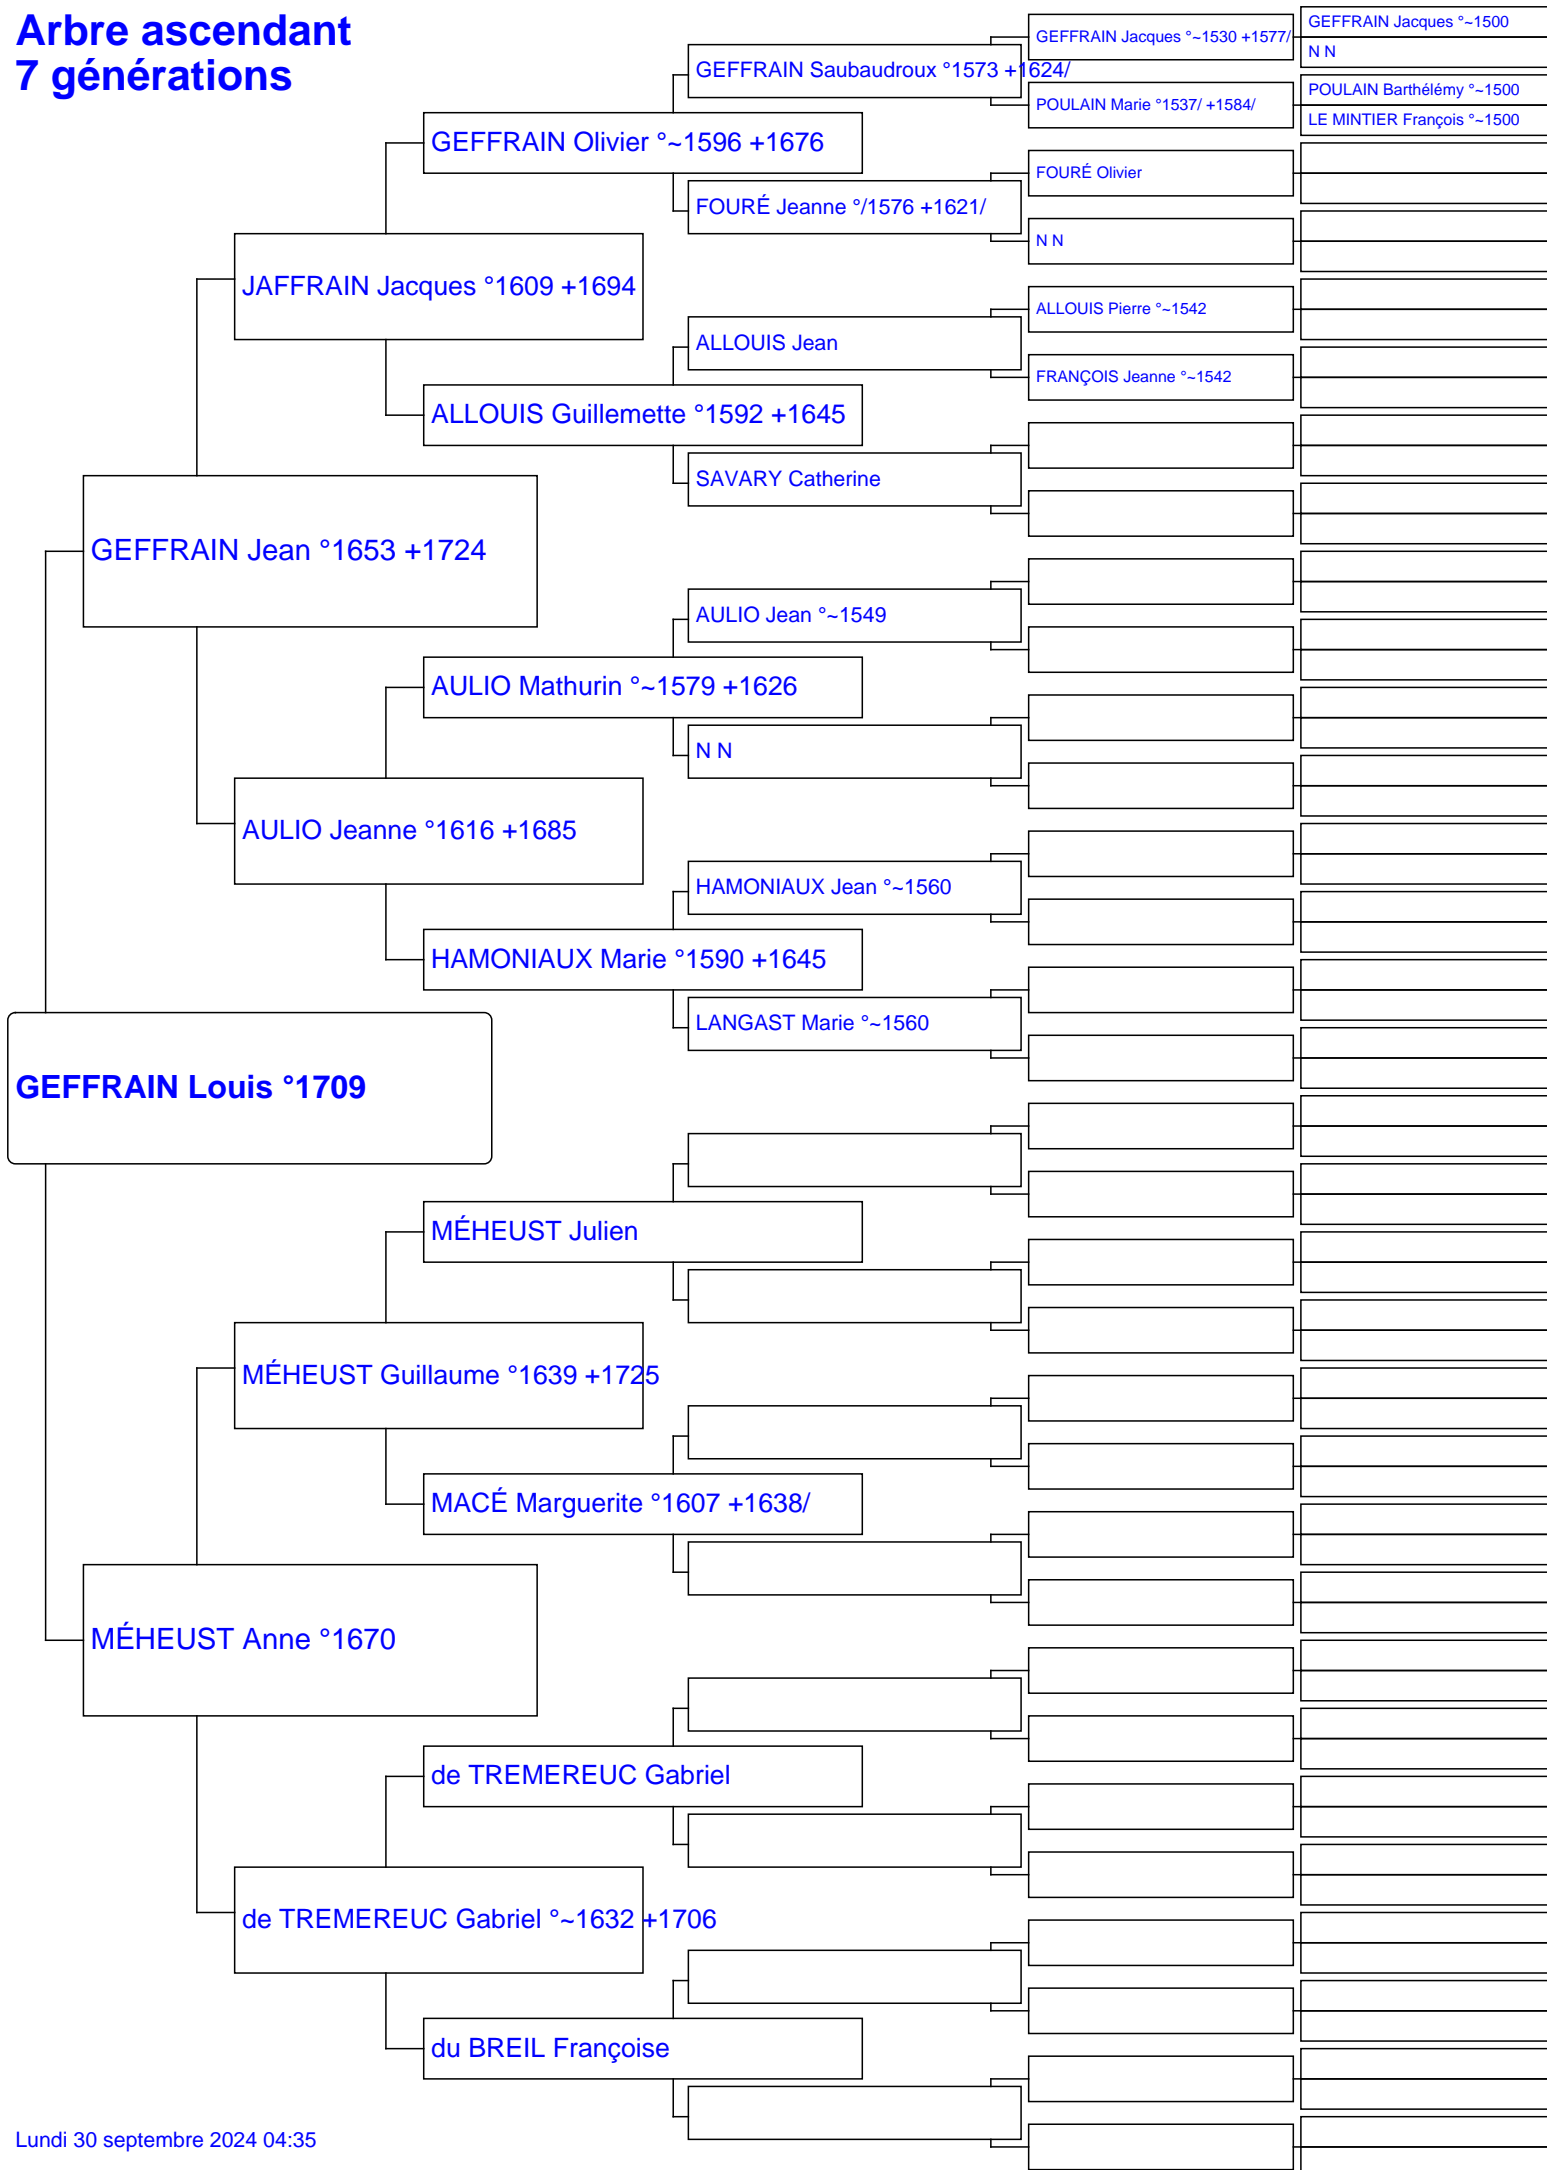 Arbre ascendant
7 générations
GEFFRAIN Louis °1709
GEFFRAIN Jean °1653 +1724
MÉHEUST Anne °1670
JAFFRAIN Jacques °1609 +1694
AULIO Jeanne °1616 +1685
MÉHEUST Guillaume °1639 +1725
de TREMEREUC Gabriel °~1632 +1706
GEFFRAIN Olivier °~1596 +1676
ALLOUIS Guillemette °1592 +1645
AULIO Mathurin °~1579 +1626
HAMONIAUX Marie °1590 +1645
MÉHEUST Julien
MACÉ Marguerite °1607 +1638/
de TREMEREUC Gabriel
du BREIL Françoise
GEFFRAIN Saubaudroux °1573 +1624/
FOURÉ Jeanne °/1576 +1621/
ALLOUIS Jean
SAVARY Catherine
AULIO Jean °~1549
N N
HAMONIAUX Jean °~1560
LANGAST Marie °~1560
GEFFRAIN Jacques °~1530 +1577/
POULAIN Marie °1537/ +1584/
FOURÉ Olivier
N N
ALLOUIS Pierre °~1542
FRANÇOIS Jeanne °~1542
GEFFRAIN Jacques °~1500
N N
POULAIN Barthélémy °~1500
LE MINTIER François °~1500
Lundi 30 septembre 2024 04:35